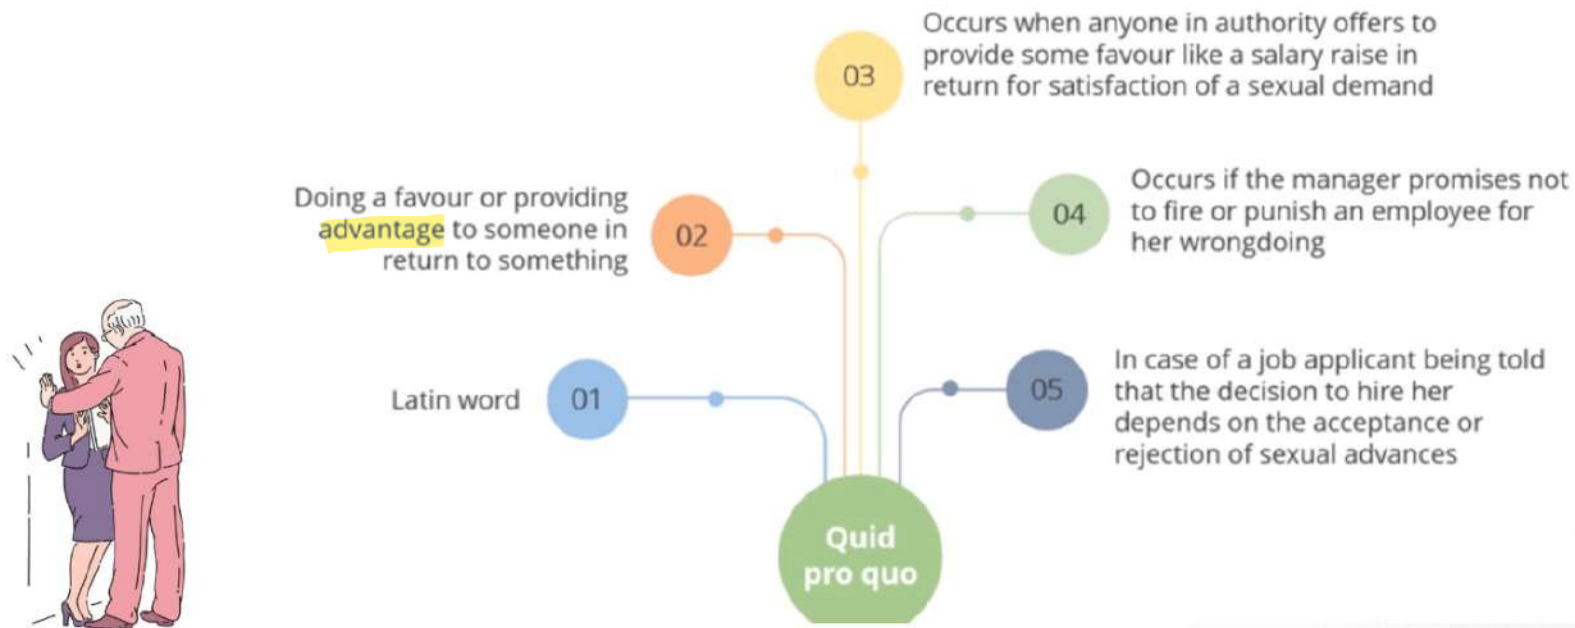 03
Occurs when anyone in authority offers to
provide some favour like a salary raise in
return for satisfaction of a sexual demand
Doing a favour or providing
advantage to someone in
return to something
02
04
Occurs if the manager promises not
to fire or punish an employee for
her wrongdoing
Latin word
01
05
In case of a job applicant being told
that the decision to hire her
depends on the acceptance or
rejection of sexual advances
Quid
pro quo